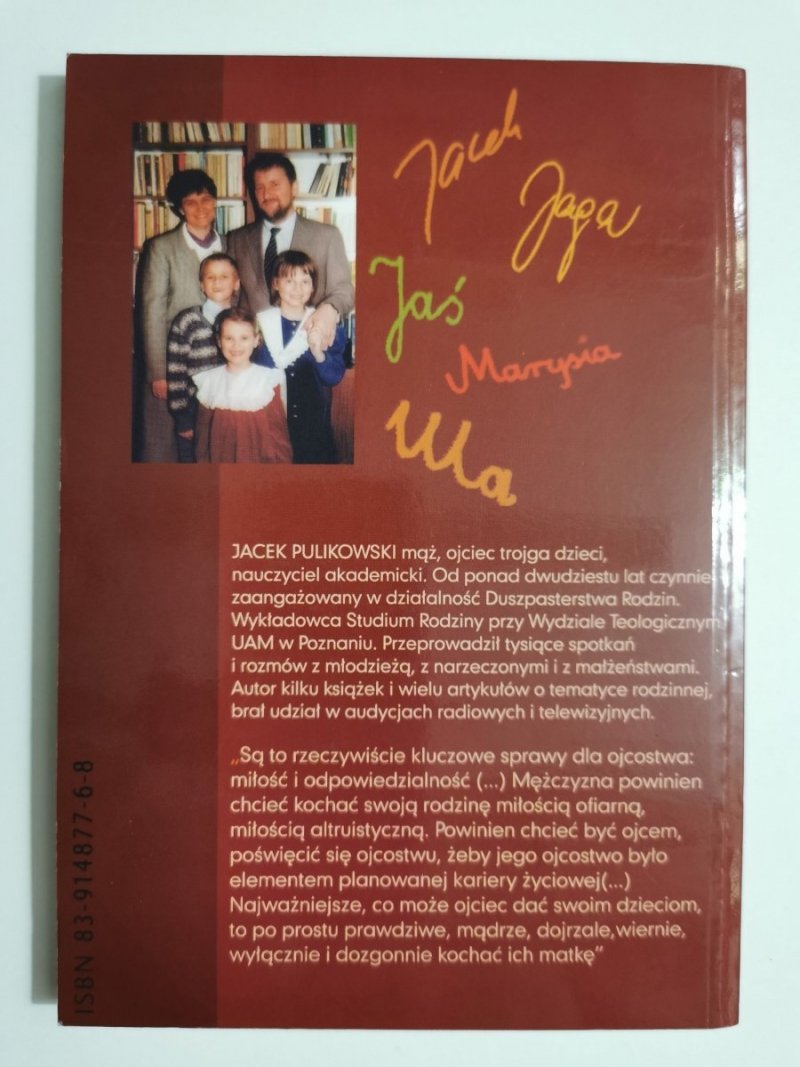 Jacek
Jaga
Jaś
Marysia
Ula
JACEK PULIKOWSKI mąż, ojciec trojga dzieci,
nauczyciel akademicki. Od ponad dwudziestu lat czynnie
zaangażowany w działalność Duszpasterstwa Rodzin.
Wykładowca Studium Rodziny przy Wydziale Teologicznym
UAM w Poznaniu. Przeprowadził tysiące spotkań
i rozmów z młodzieżą, z narzeczonymi i z małżeństwami.
Autor kilku książek i wielu artykułów o tematyce rodzinnej,
brał udział w audycjach radiowych i telewizyjnych.
„Są to rzeczywiście kluczowe sprawy dla ojcostwa:
miłość i odpowiedzialność (...) Mężczyzna powinien
chcieć kochać swoją rodzinę miłością ofiarną,
miłością altruistyczną. Powinien chcieć być ojcem,
poświęcić się ojcostwu, żeby jego ojcostwo było
elementem planowanej kariery życiowej(...)
Najważniejsze, co może ojciec dać swoim dzieciom,
to po prostu prawdziwe, mądrze, dojrzale,wiernie,
wyłącznie i dozgonnie kochać ich matkę”
ISBN 83-914877-6-8